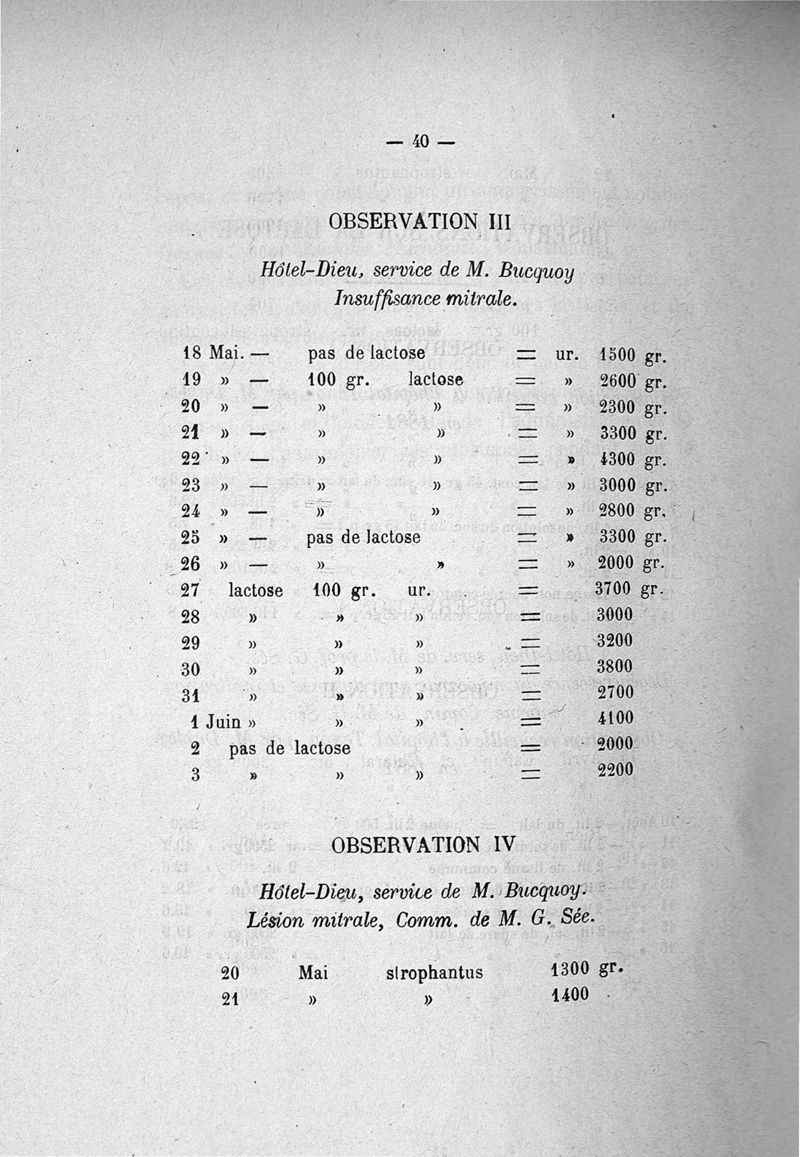 — 40 —
OBSERVATION III
Hôtel-Dieu, service de M. Bucquoy
Insuffisance mitrale.
18 Mai. — pas de lactose = ur. 1500 gr.
19 » — 100 gr. lactose = » 2600 gr.
20 » — » » = » 2300 gr.
21 » — » » = » 3300 gr.
22 » — » » = » 4300 gr.
23 » — » » = » 3000 gr.
24 » — » » = » 2800 gr.
25 » — pas de lactose = » 3300 gr.
26 » — » » = » 2000 gr.
27 lactose 100 gr. ur. = 3700 gr.
28 » » » = 3000
29 » » » = 3200
30 » » » = 3800
31 » » » = 2700
1 Juin » » » = 4100
2 pas de lactose = 2000
3 » » » = 2200
OBSERVATION IV
Hôtel-Dieu, service de M. Bucquoy.
Lésion mitrale, Comm. de M. G. Sée.
20 Mai strophantus 1300 gr.
21 » » 1400